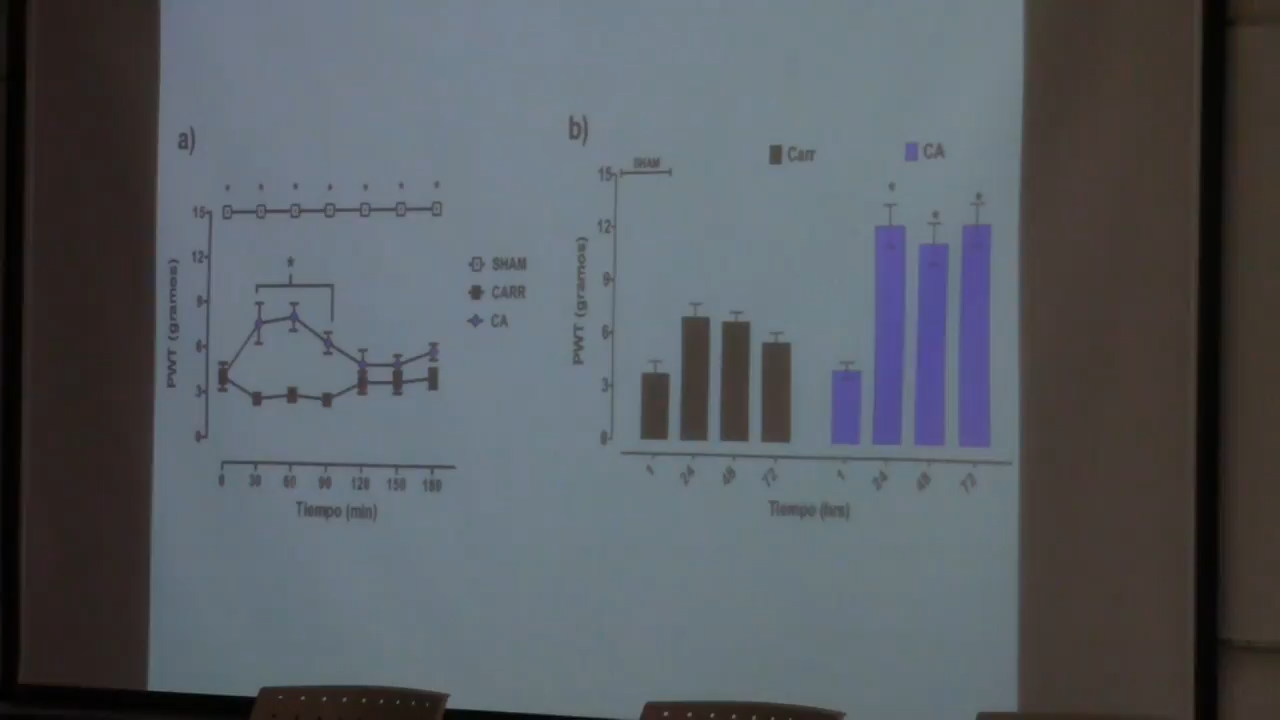 a)
* * * * * * *
15
12
9
6
3
0
PWT (gramos)
*
SHAM
CARR
CA
0 30 60 90 120 150 180
Tiempo (min)
b)
SHAM
Carr CA
15
12
9
6
3
0
PWT (gramos)
* * *
1 24 48 72 1 24 48 72
Tiempo (hrs)